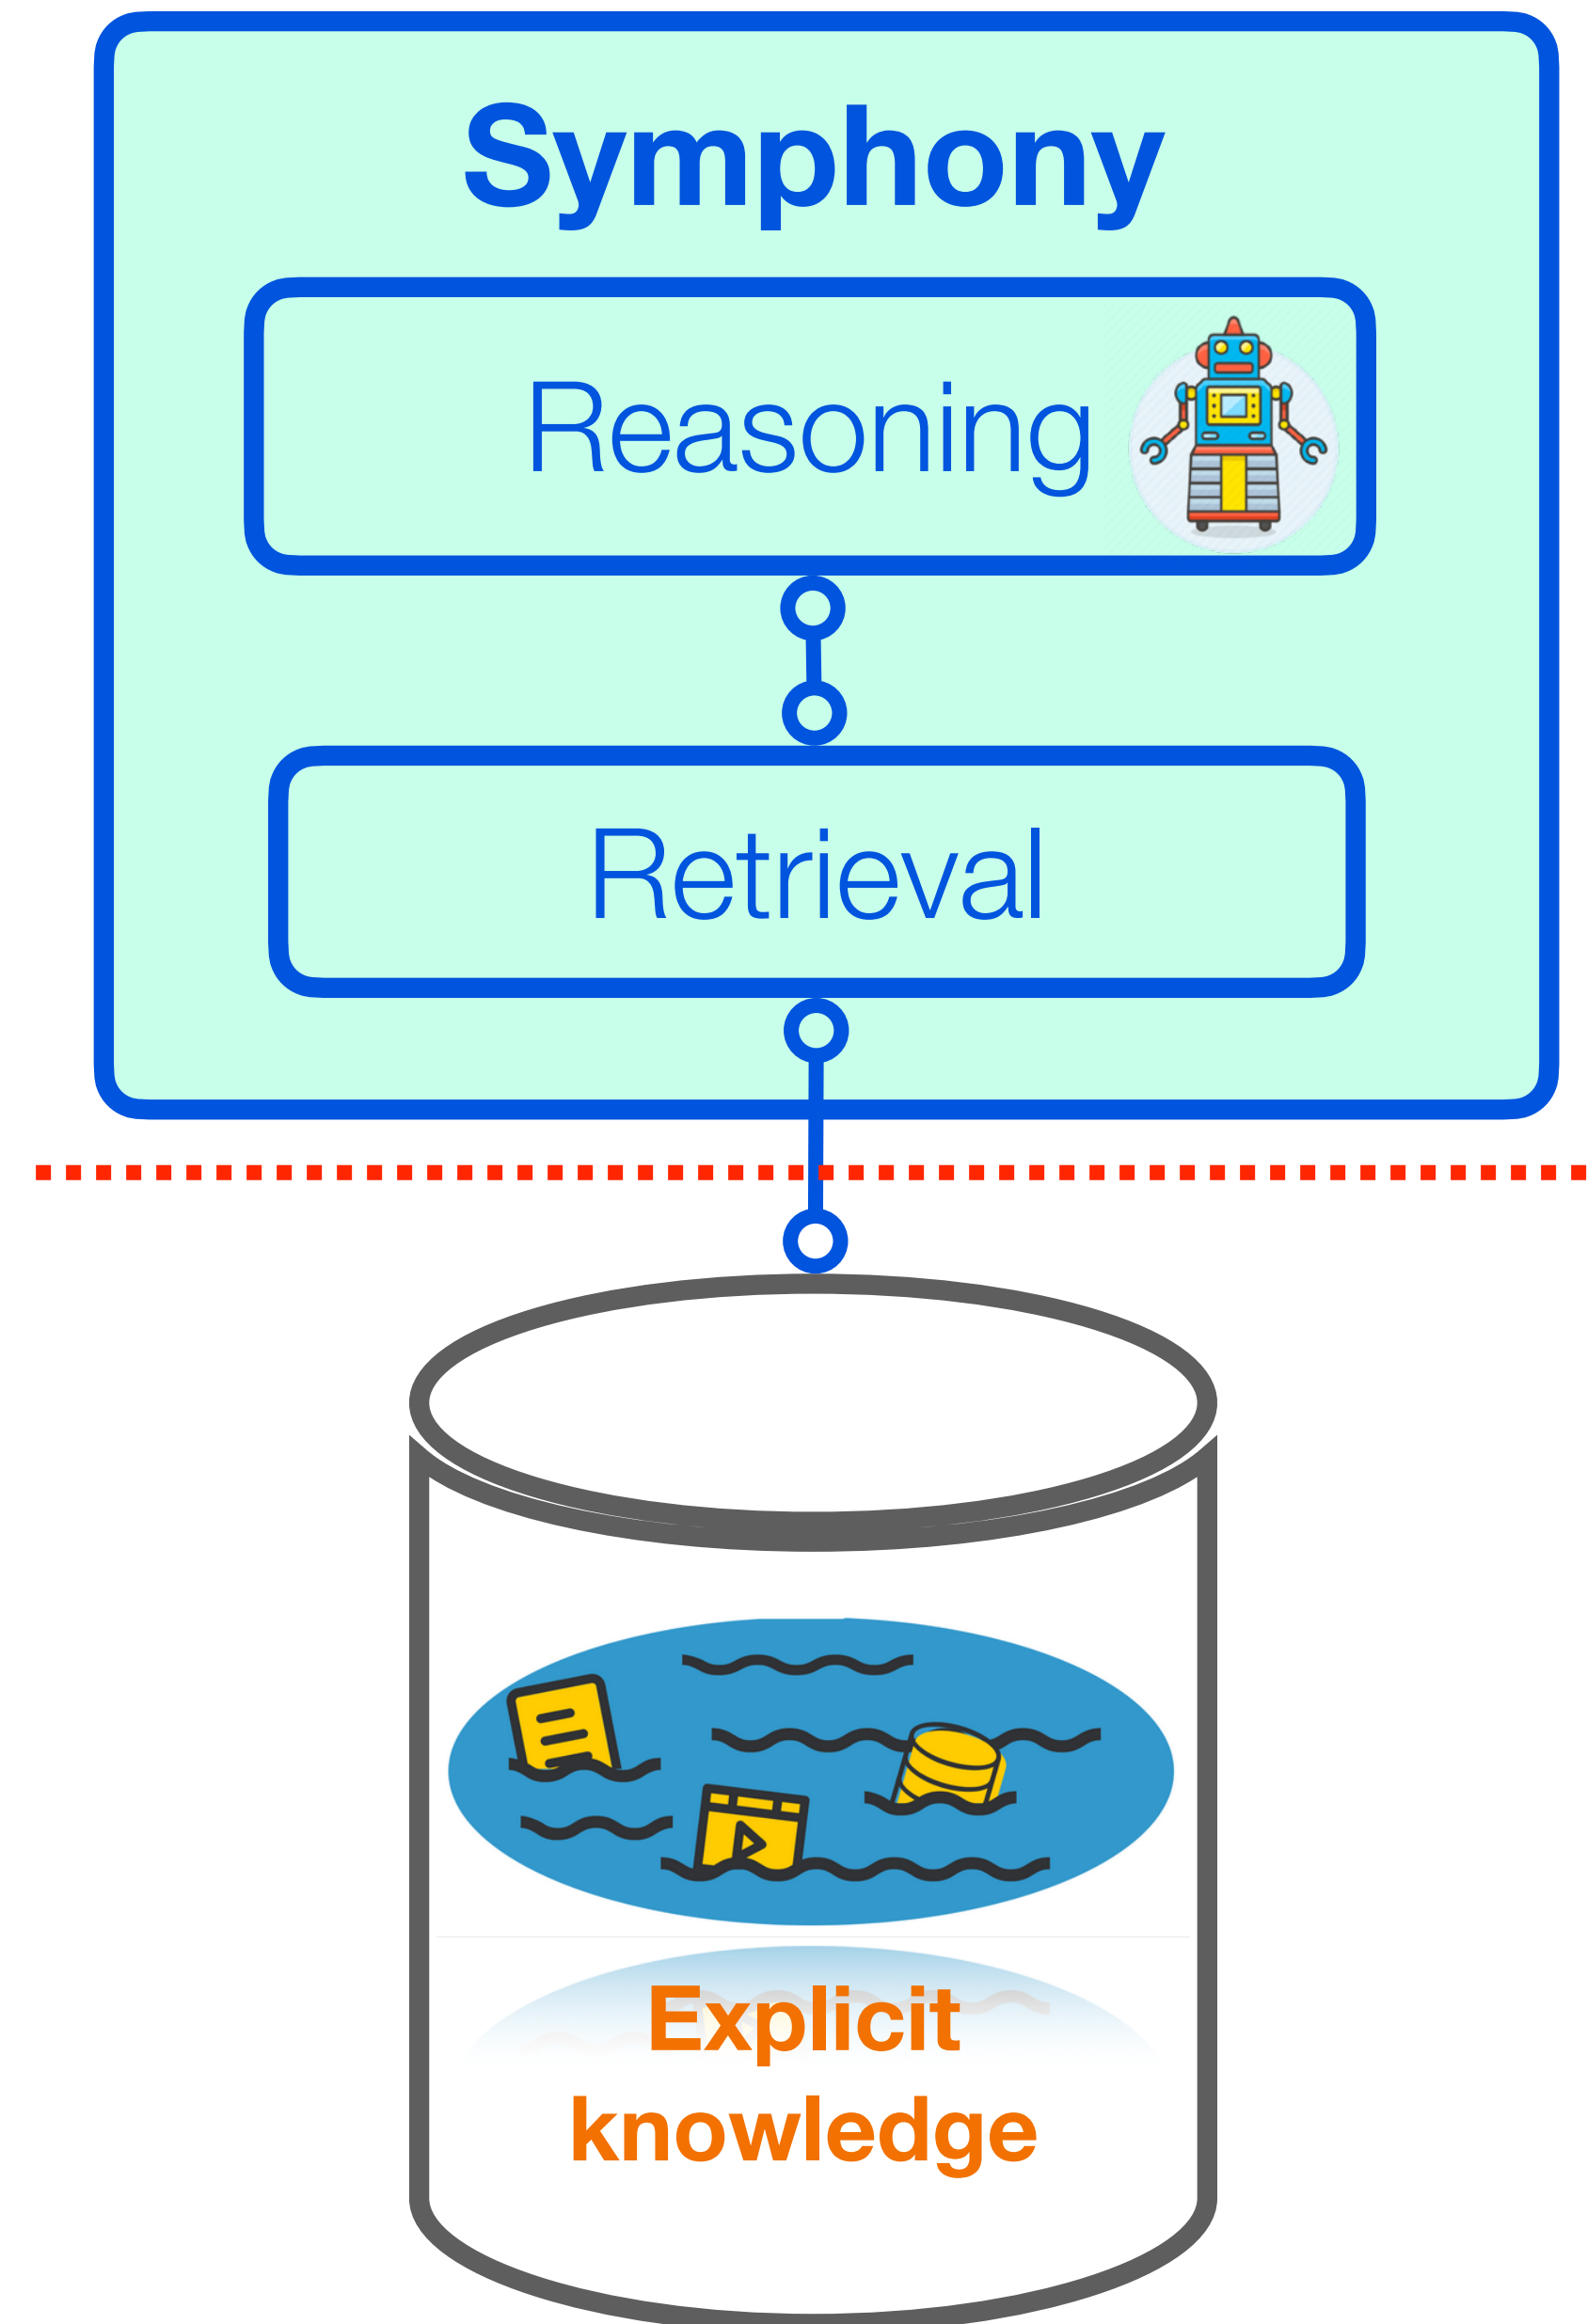 Symphony
Reasoning
Retrieval
Explicit
knowledge